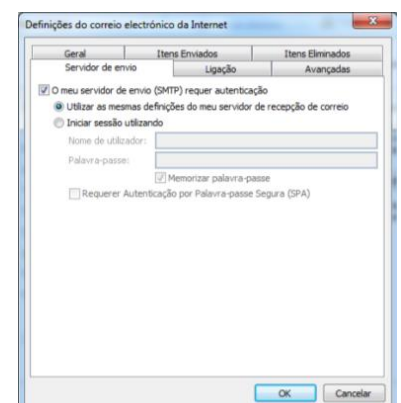 Definições do correio electrónico da Internet
Geral Itens Enviados Itens Eliminados
Servidor de envio Ligação Avançadas
O meu servidor de envio (SMTP) requer autenticação
Utilizar as mesmas definições do meu servidor de recepção de correio
Iniciar sessão utilizando
Nome de utilizador:
Palavra-passe:
Memorizar palavra-passe
Requerer Autenticação por Palavra-passe Segura (SPA)
OK Cancelar